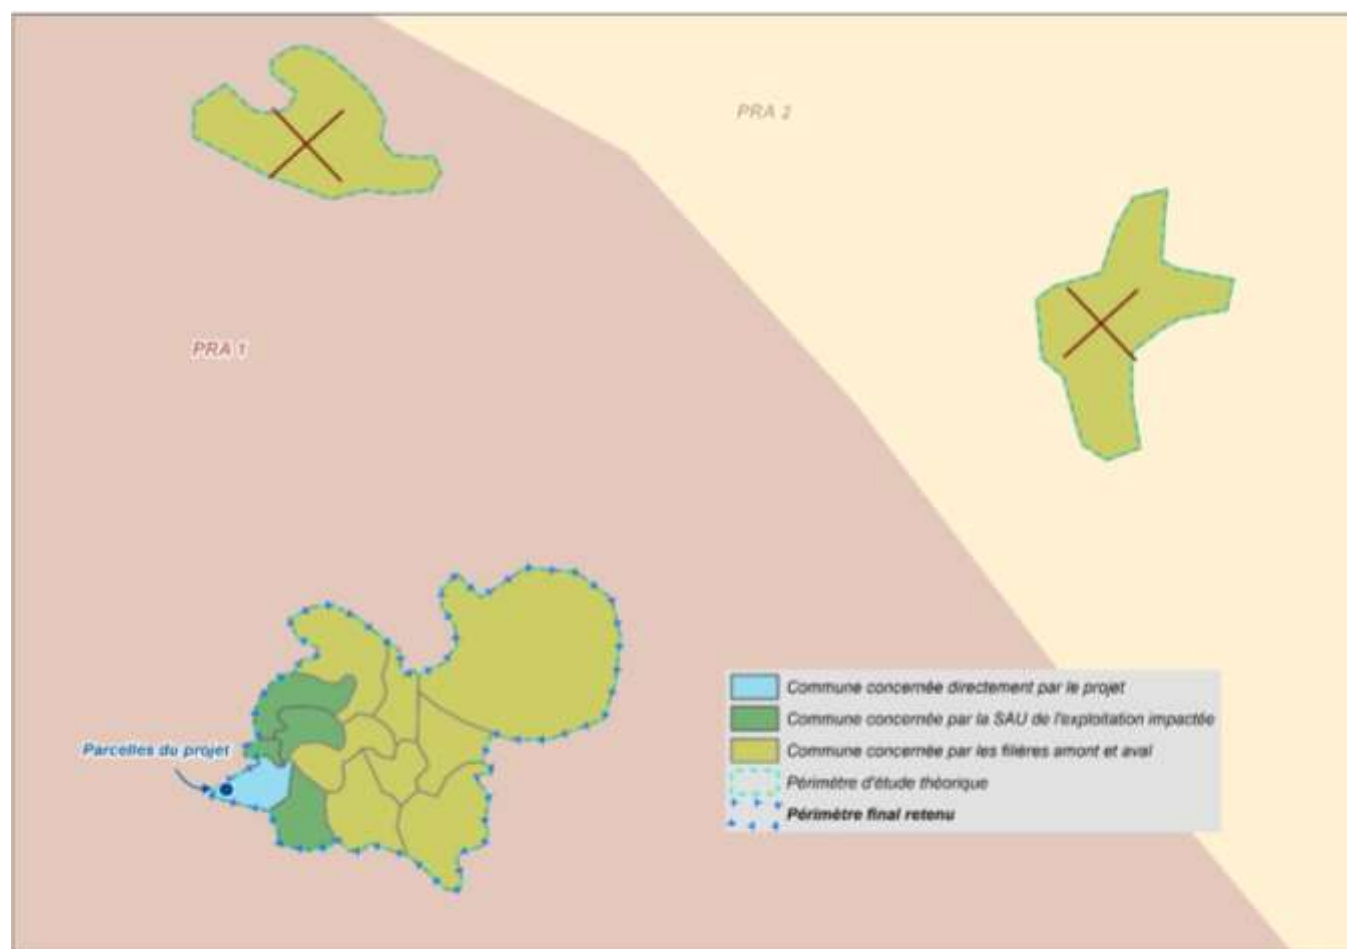 PRA 2
PRA 1
Parcelles du projet
Commune concernée directement par le projet
Commune concernée par la SAU de l'exploitation impactée
Commune concernée par les filières amont et aval
Périmètre d'étude théorique
Périmètre final retenu